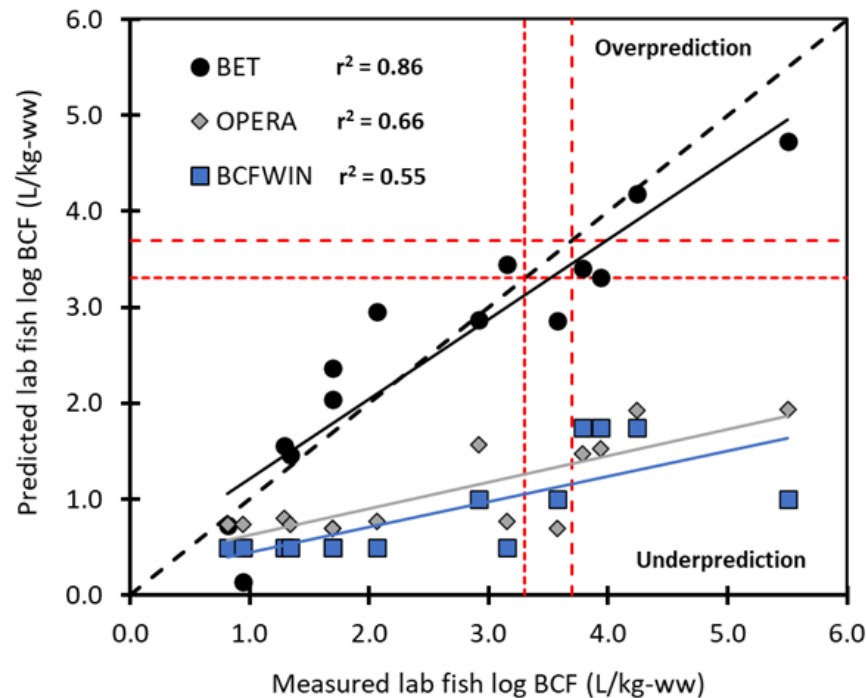 Predicted lab fish log BCF (L/kg-ww)
6.0
5.0
4.0
3.0
2.0
1.0
0.0
Overprediction
BET r² = 0.86
OPERA r² = 0.66
BCFWIN r² = 0.55
Underprediction
0.0 1.0 2.0 3.0 4.0 5.0 6.0
Measured lab fish log BCF (L/kg-ww)